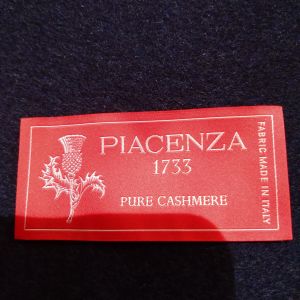 PIACENZA
1733
PURE CASHMERE
FABRIC MADE IN ITALY